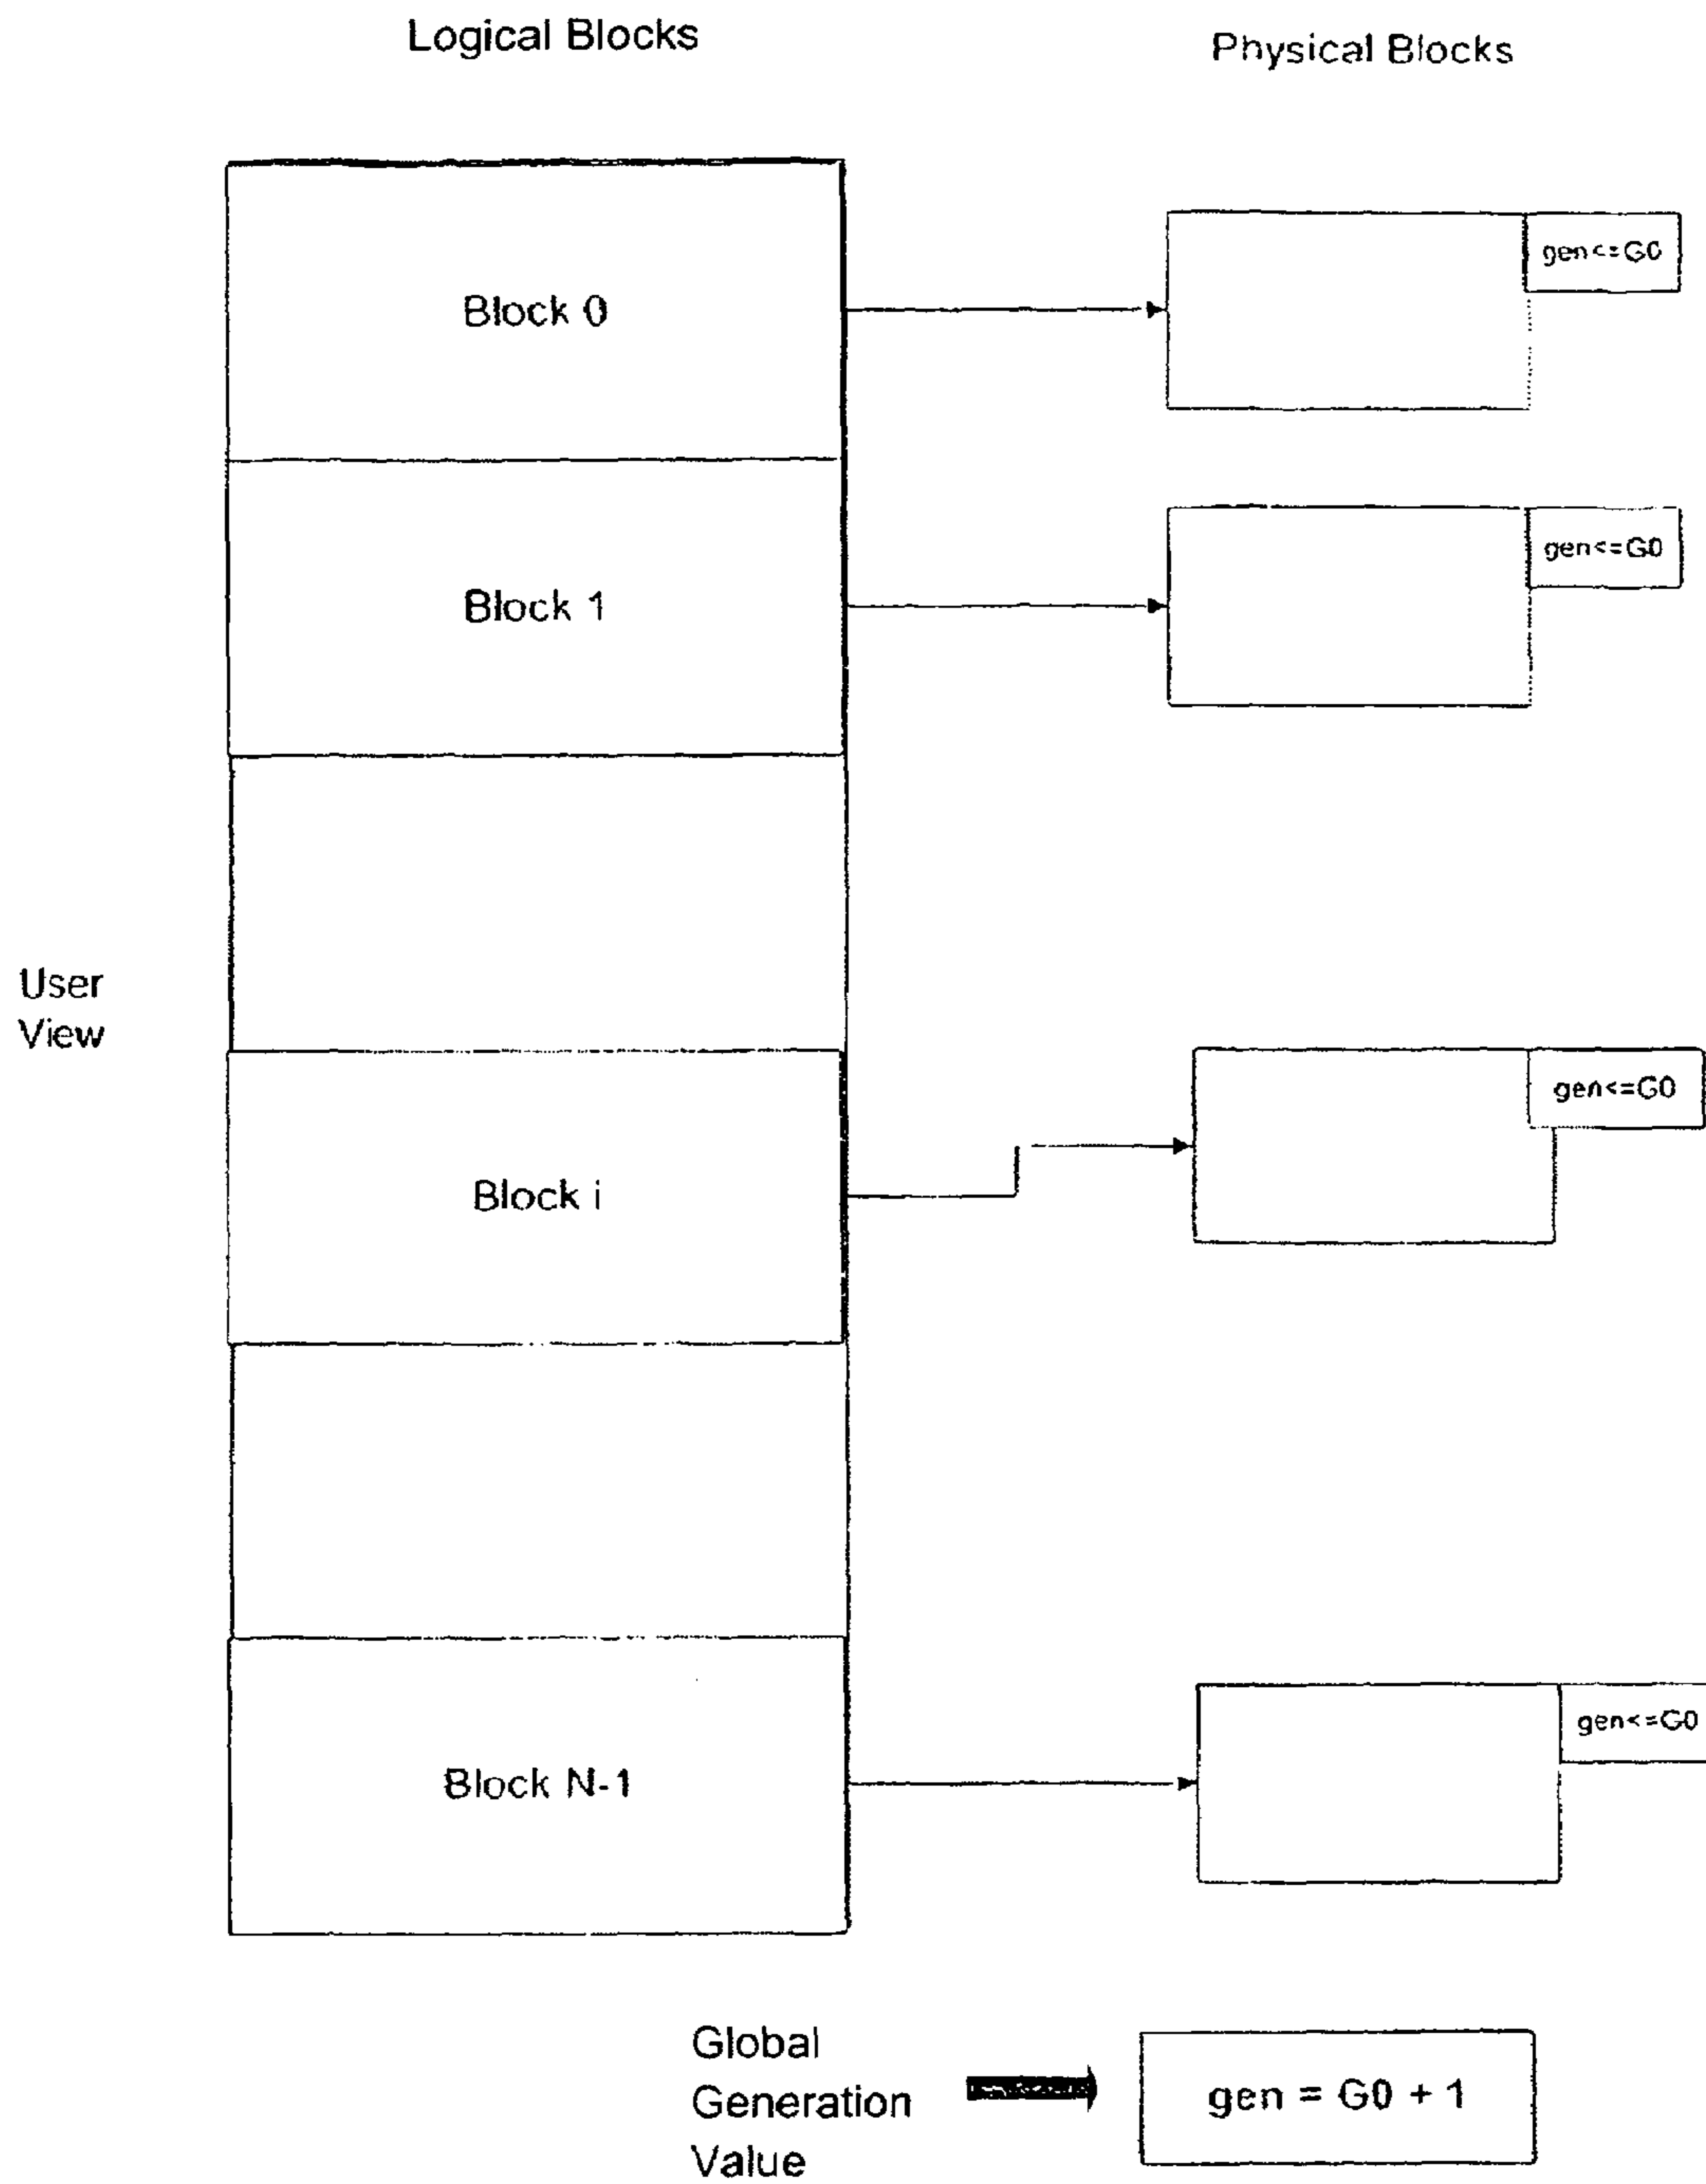 Logical Blocks
Physical Blocks
Block 0
gen<=G0
Block 1
gen<=G0
User
View
Block i
gen<=G0
Block N-1
gen<=G0
Global
Generation
Value
gen = G0 + 1